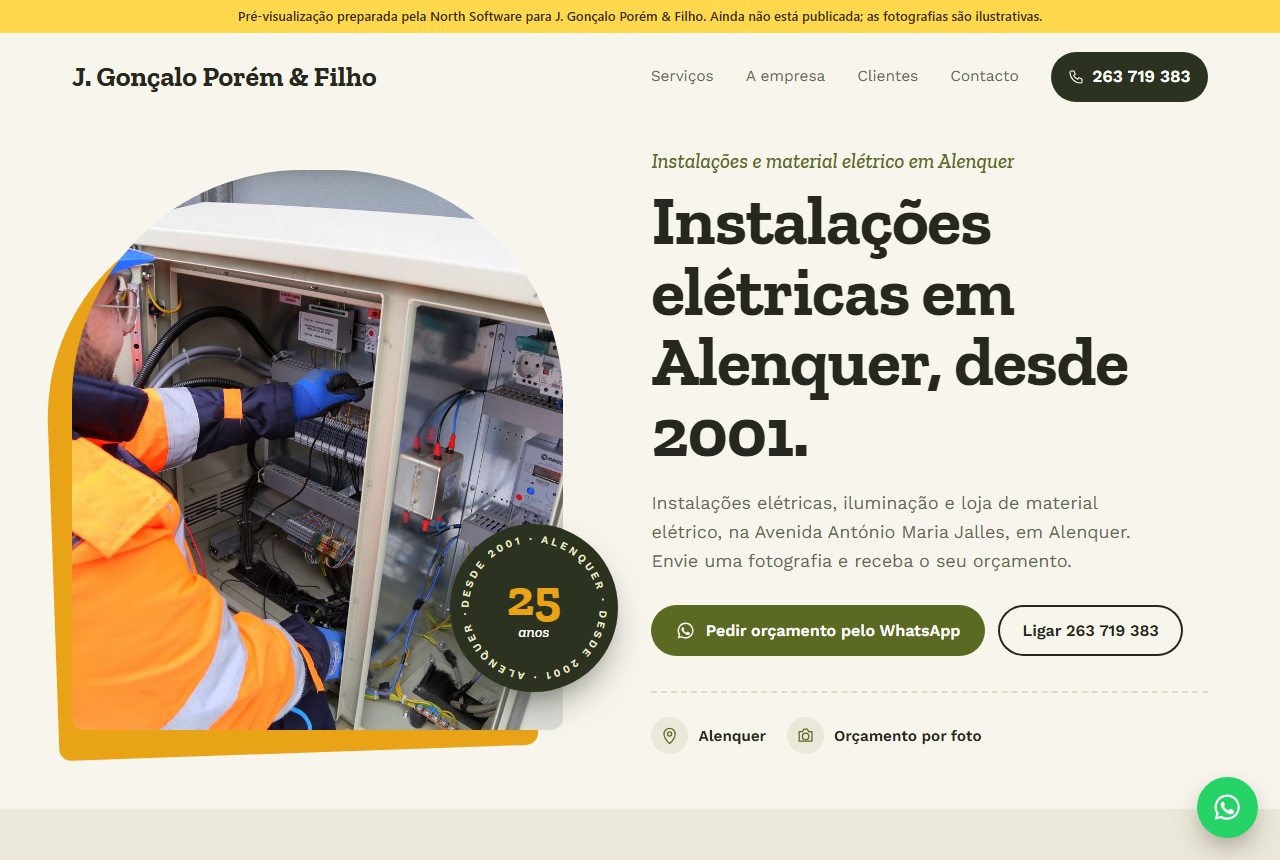 Pré-visualização preparada pela North Software para J. Gonçalo Porém & Filho. Ainda não está publicada; as fotografias são ilustrativas.
J. Gonçalo Porém & Filho
Serviços
A empresa
Clientes
Contacto
263 719 383
Instalações e material elétrico em Alenquer
Instalações
elétricas em
Alenquer, desde
2001.
Instalações elétricas, iluminação e loja de material
elétrico, na Avenida António Maria Jalles, em Alenquer.
Envie uma fotografia e receba o seu orçamento.
DESDE 2001 · ALENQUER · DESDE 2001 · ALENQUER ·
25
anos
Pedir orçamento pelo WhatsApp
Ligar 263 719 383
Alenquer
Orçamento por foto